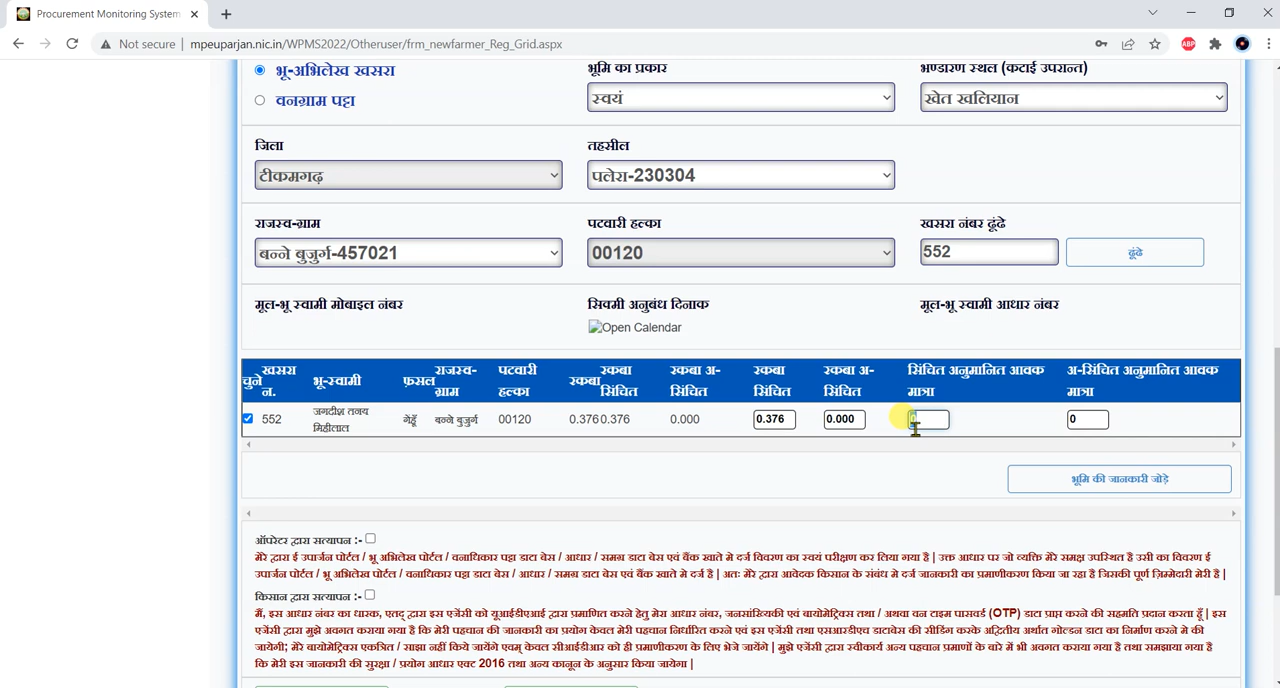 Procurement Monitoring System
Not secure | mpeuparjan.nic.in/WPMS2022/Otheruser/frm_newfarmer_Reg_Grid.aspx
ABP
भू-अभिलेख खसरा
वनग्राम पट्टा
भूमि का प्रकार
स्वयं
भण्डारण स्थल (कटाई उपरान्त)
खेत खलियान
जिला
टीकमगढ़
तहसील
पलेरा-230304
राजस्व-ग्राम
बन्ने बुजुर्ग-457021
पटवारी हल्का
00120
खसरा नंबर ढूंढे
552
ढूंढे
मूल-भू स्वामी मोबाइल नंबर
सिकमी अनुबंध दिनाक
Open Calendar
मूल-भू स्वामी आधार नंबर
चुने खसरा न. भू-स्वामी फ़सल राजस्व-ग्राम पटवारी हल्का रकबा रकबा सिंचित रकबा अ-सिंचित रकबा सिंचित रकबा अ-सिंचित सिंचित अनुमानित आवक मात्रा अ-सिंचित अनुमानित आवक मात्रा
552 जगदीश तनय मिहीलाल गेहूँ बन्ने बुजुर्ग 00120 0.376 0.376 0.000 0.376 0.000 0 0
भूमि की जानकारी जोड़े
ऑपरेटर द्वारा सत्यापन :-
मेरे द्वारा ई उपार्जन पोर्टल / भू अभिलेख पोर्टल / वनाधिकार पट्टा डाटा बेस / आधार / समग्र डाटा बेस एवं बैंक खाते मे दर्ज विवरण का स्वयं परीक्षण कर लिया गया है | उक्त आधार पर जो व्यक्ति मेरे समक्ष उपस्थित है उसी का विवरण ई
उपार्जन पोर्टल / भू अभिलेख पोर्टल / वनाधिकार पट्टा डाटा बेस / आधार / समग्र डाटा बेस एवं बैंक खाते मे दर्ज है | अतः मेरे द्वारा आवेदक किसान के संबंध मे दर्ज जानकारी का प्रमाणीकरण किया जा रहा है जिसकी पूर्ण ज़िम्मेदारी मेरी है |
किसान द्वारा सत्यापन :-
मैं, इस आधार नंबर का धारक, एतद् द्वारा इस एजेंसी को यूआईडीएआई द्वारा प्रमाणित करने हेतु मेरा आधार नंबर, जनसांख्यिकी एवं बायोमेट्रिक्स तथा / अथवा वन टाइम पासवर्ड (OTP) डाटा प्राप्त करने की सहमति प्रदान करता हूँ | इस
एजेंसी द्वारा मुझे अवगत कराया गया है कि मेरी पहचान की जानकारी का प्रयोग केवल मेरी पहचान निर्धारित करने एवं इस एजेंसी तथा एसआरडीएच डाटाबेस की सीडिंग करके अद्वितीय अर्थात गोल्डन डाटा का निर्माण करने मे की
जायेगी; मेरे बायोमेट्रिक्स एकत्रित / साझा नहीं किये जायेंगे एवम् केवल सीआईडीआर को ही प्रमाणीकरण के लिए भेजे जायेंगे | मुझे एजेंसी द्वारा स्वीकार्य अन्य पहचान प्रमाणों के बारे में भी अवगत कराया गया है तथा समझाया गया है
कि मेरी इस जानकारी की सुरक्षा / प्रयोग आधार एक्ट 2016 तथा अन्य कानून के अनुसार किया जायेगा |